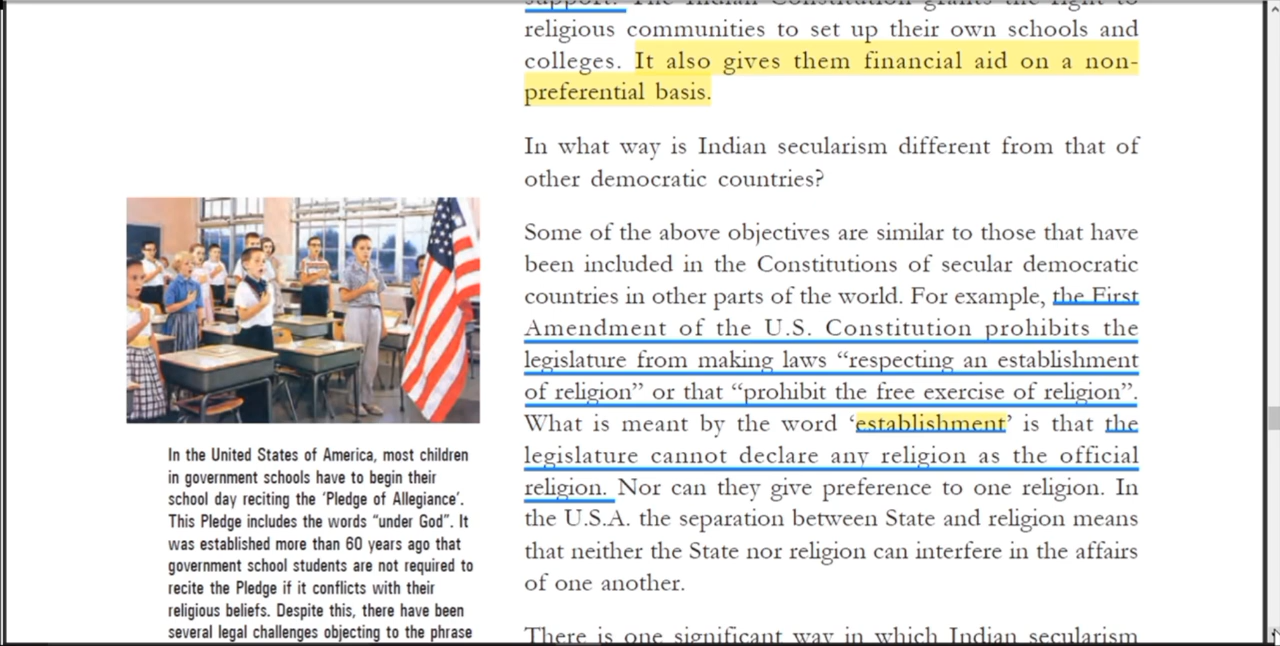 support. The Indian Constitution grants the right to
religious communities to set up their own schools and
colleges. It also gives them financial aid on a non-
preferential basis.
In what way is Indian secularism different from that of
other democratic countries?
Some of the above objectives are similar to those that have
been included in the Constitutions of secular democratic
countries in other parts of the world. For example, the First
Amendment of the U.S. Constitution prohibits the
legislature from making laws “respecting an establishment
of religion” or that “prohibit the free exercise of religion”.
What is meant by the word ‘establishment’ is that the
legislature cannot declare any religion as the official
religion. Nor can they give preference to one religion. In
the U.S.A. the separation between State and religion means
that neither the State nor religion can interfere in the affairs
of one another.
There is one significant way in which Indian secularism
In the United States of America, most children
in government schools have to begin their
school day reciting the ‘Pledge of Allegiance’.
This Pledge includes the words “under God”. It
was established more than 60 years ago that
government school students are not required to
recite the Pledge if it conflicts with their
religious beliefs. Despite this, there have been
several legal challenges objecting to the phrase